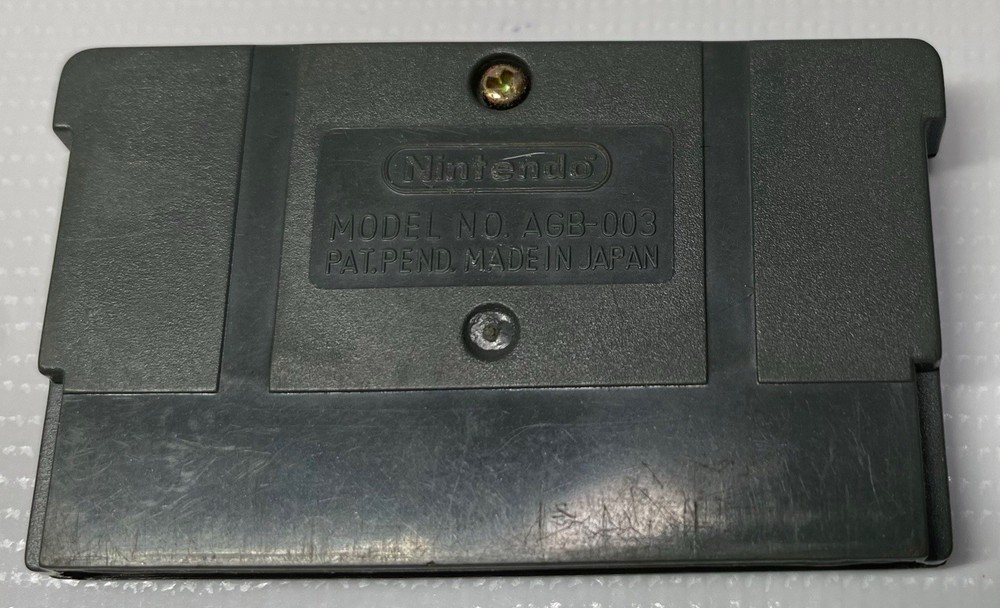 Nintendo
MODEL NO. AGB-003
PAT.PEND. MADE IN JAPAN